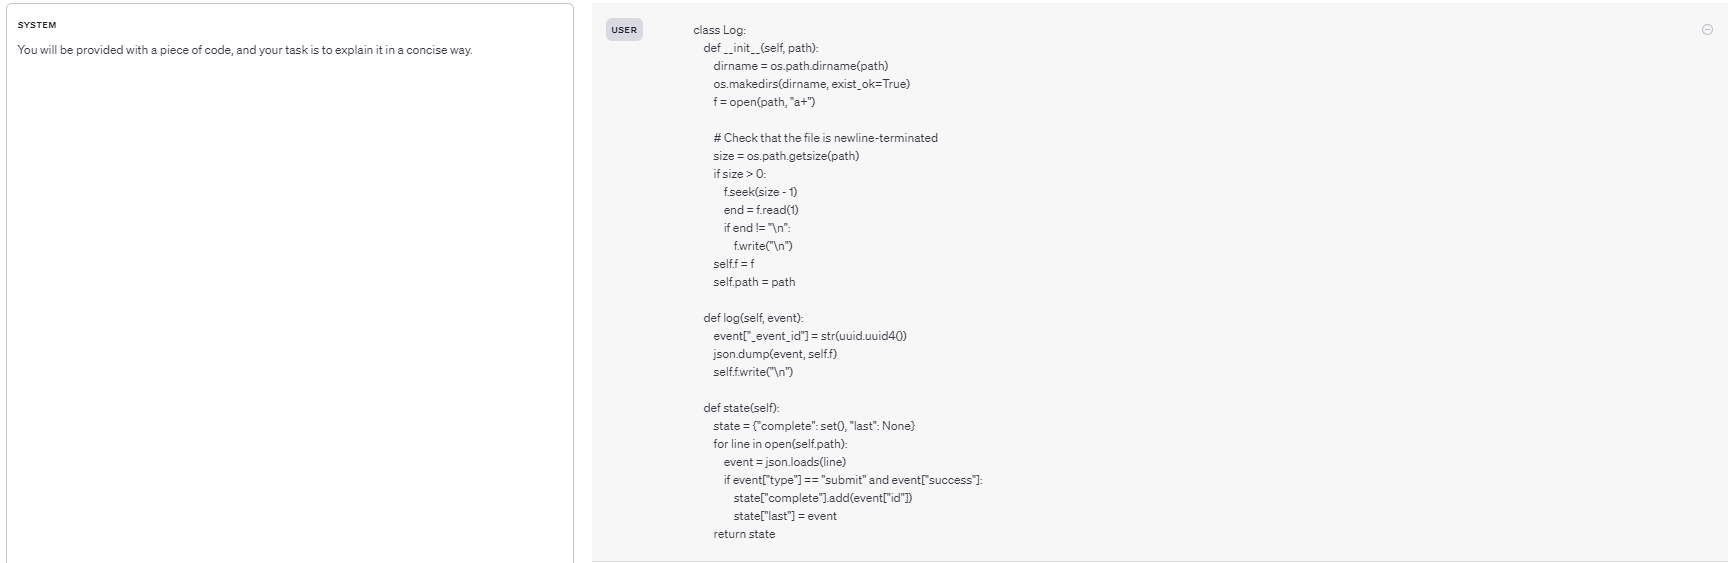 SYSTEM
You will be provided with a piece of code, and your task is to explain it in a concise way.
USER
class Log:
    def __init__(self, path):
        dirname = os.path.dirname(path)
        os.makedirs(dirname, exist_ok=True)
        f = open(path, "a+")

        # Check that the file is newline-terminated
        size = os.path.getsize(path)
        if size > 0:
            f.seek(size - 1)
            end = f.read(1)
            if end != "\n":
                f.write("\n")
        self.f = f
        self.path = path

    def log(self, event):
        event["_event_id"] = str(uuid.uuid4())
        json.dump(event, self.f)
        self.f.write("\n")

    def state(self):
        state = {"complete": set(), "last": None}
        for line in open(self.path):
            event = json.loads(line)
            if event["type"] == "submit" and event["success"]:
                state["complete"].add(event["id"])
                state["last"] = event
        return state